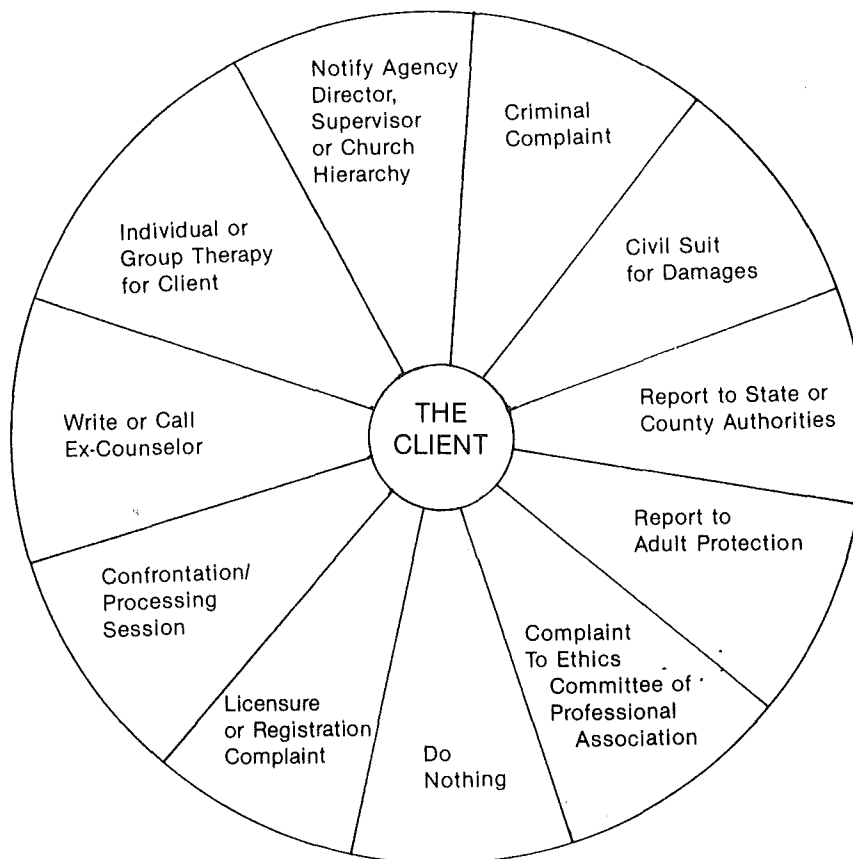 Notify Agency
Director,
Supervisor
or Church
Hierarchy
Criminal
Complaint
Civil Suit
for Damages
Report to State or
County Authorities
Report to
Adult Protection
Complaint
To Ethics
Committee of
Professional
Association
Do
Nothing
Licensure
or Registration
Complaint
Confrontation/
Processing
Session
Write or Call
Ex-Counselor
Individual or
Group Therapy
for Client
THE
CLIENT